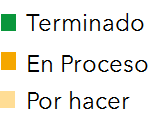 Terminado
En Proceso
Por hacer